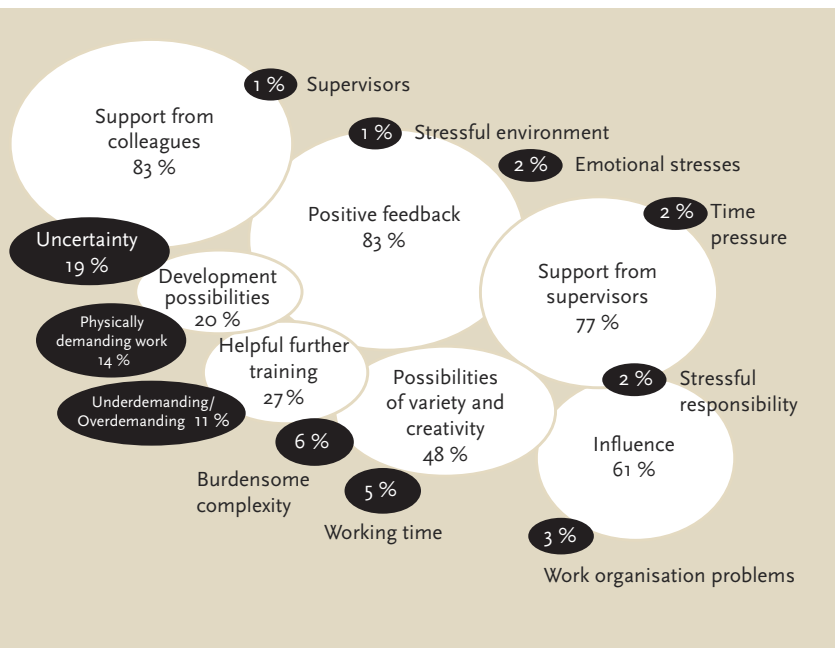 1 % Supervisors
Support from
colleagues
83 %
1 % Stressful environment
2 % Emotional stresses
Positive feedback
83 %
2 % Time
pressure
Uncertainty
19 %
Support from
supervisors
77 %
Development
possibilities
20 %
Physically
demanding work
14 %
Helpful further
training
27 %
Possibilities
of variety and
creativity
48 %
2 % Stressful
responsibility
Underdemanding/
Overdemanding 11 %
Influence
61 %
6 %
Burdensome
complexity
5 %
Working time
3 %
Work organisation problems